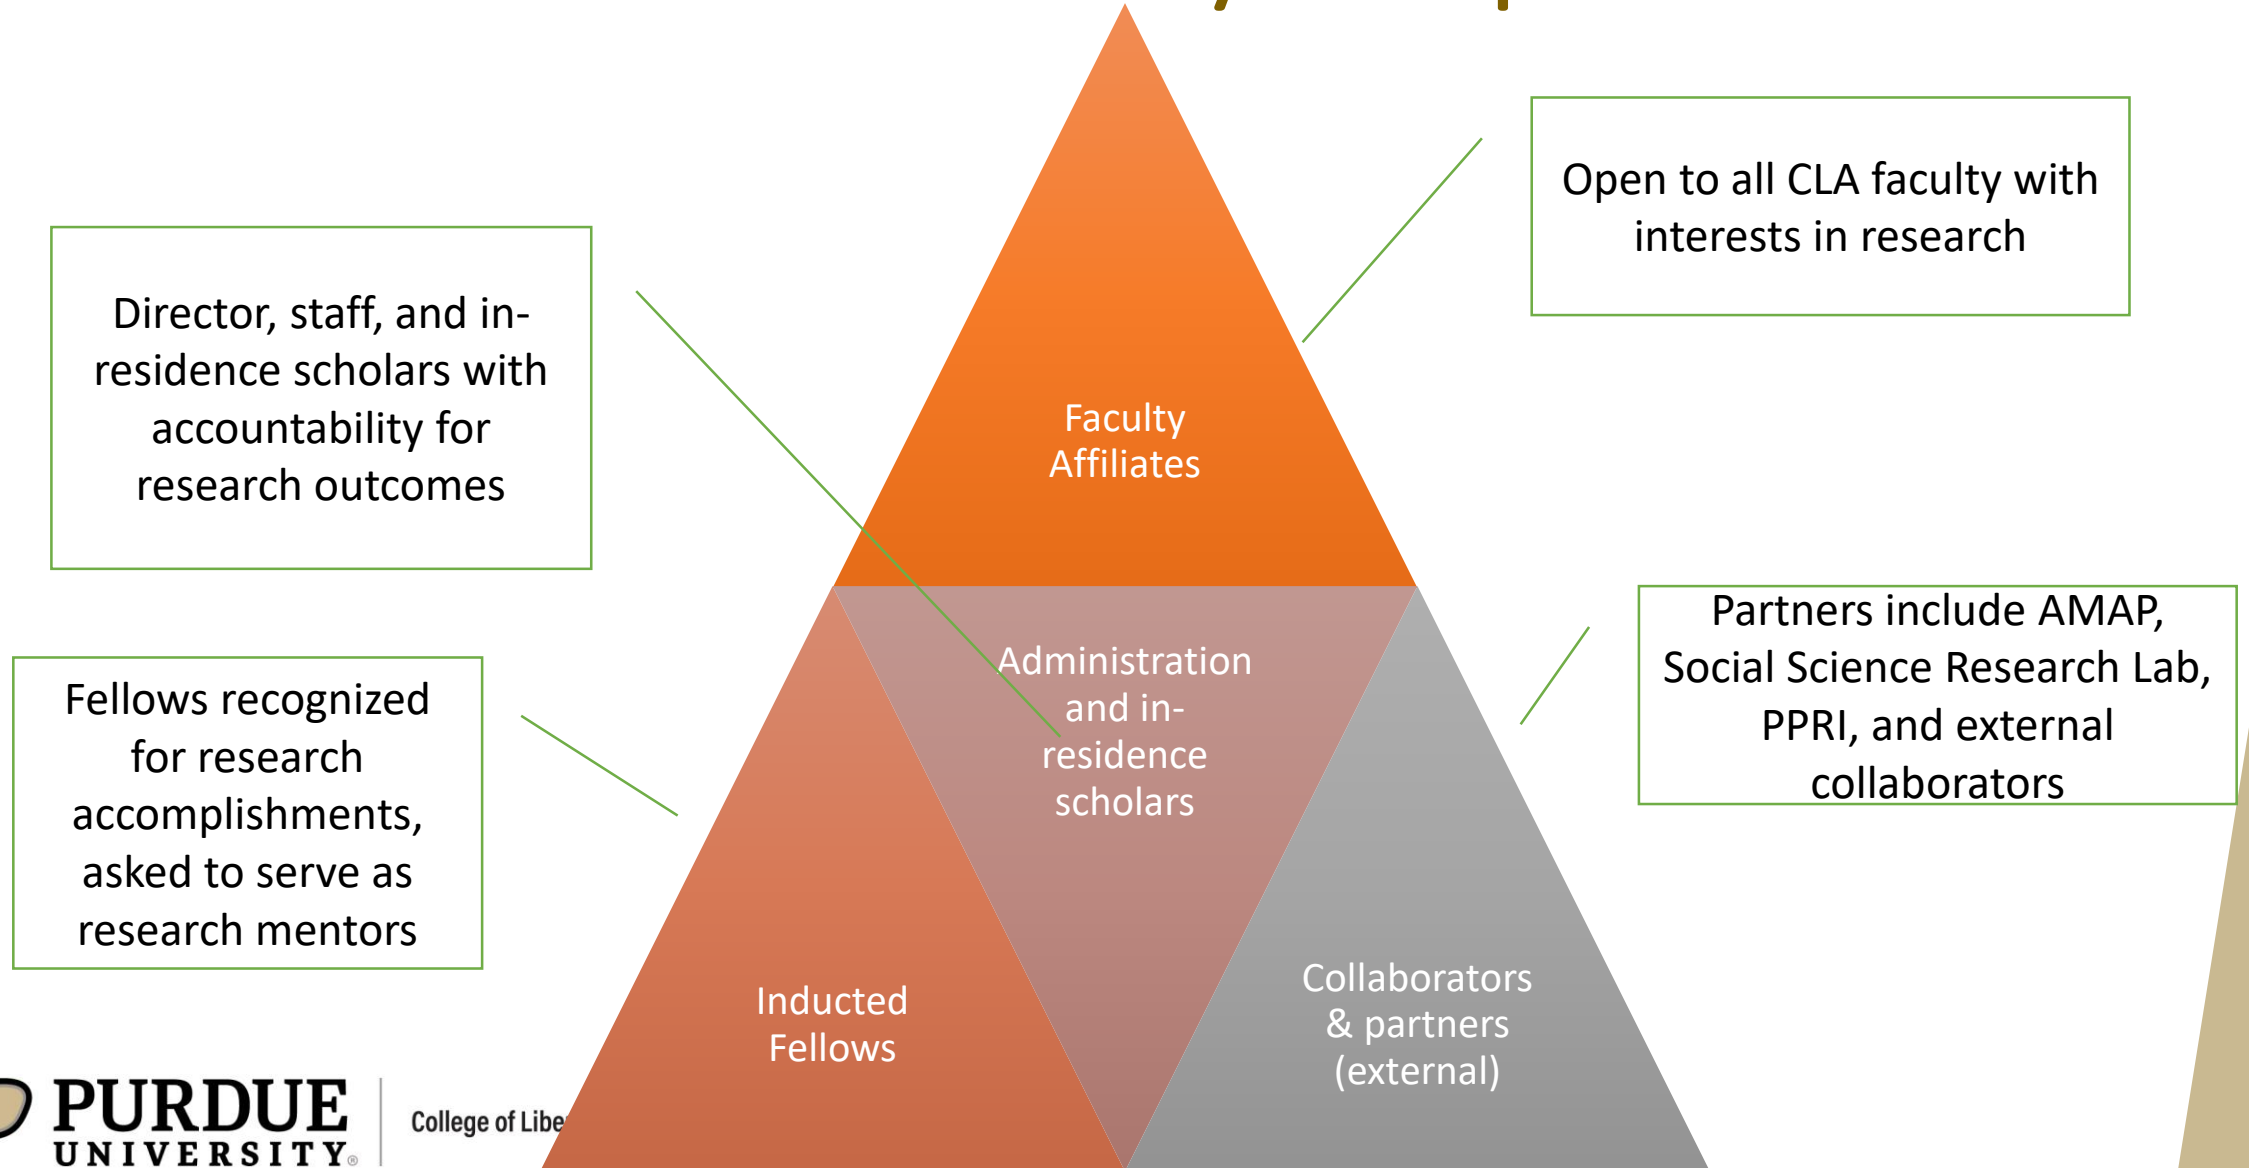 Open to all CLA faculty with
interests in research
Director, staff, and in-
residence scholars with
accountability for
research outcomes
Faculty
Affiliates
Partners include AMAP,
Social Science Research Lab,
PPRI, and external
collaborators
Administration
and in-
residence
scholars
Fellows recognized
for research
accomplishments,
asked to serve as
research mentors
Inducted
Fellows
Collaborators
& partners
(external)
PURDUE
UNIVERSITY®
College of